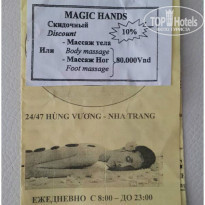 TopHotels
MAGIC HANDS
Скидочный
Discount
10%
- Массаж тела
Или Body massage
- Массаж Ног 80.000Vnd
Foot massage
24/47 HÙNG VƯƠNG - NHA TRANG
ЕЖЕДНЕВНО С 8:00 – ДО 23:00